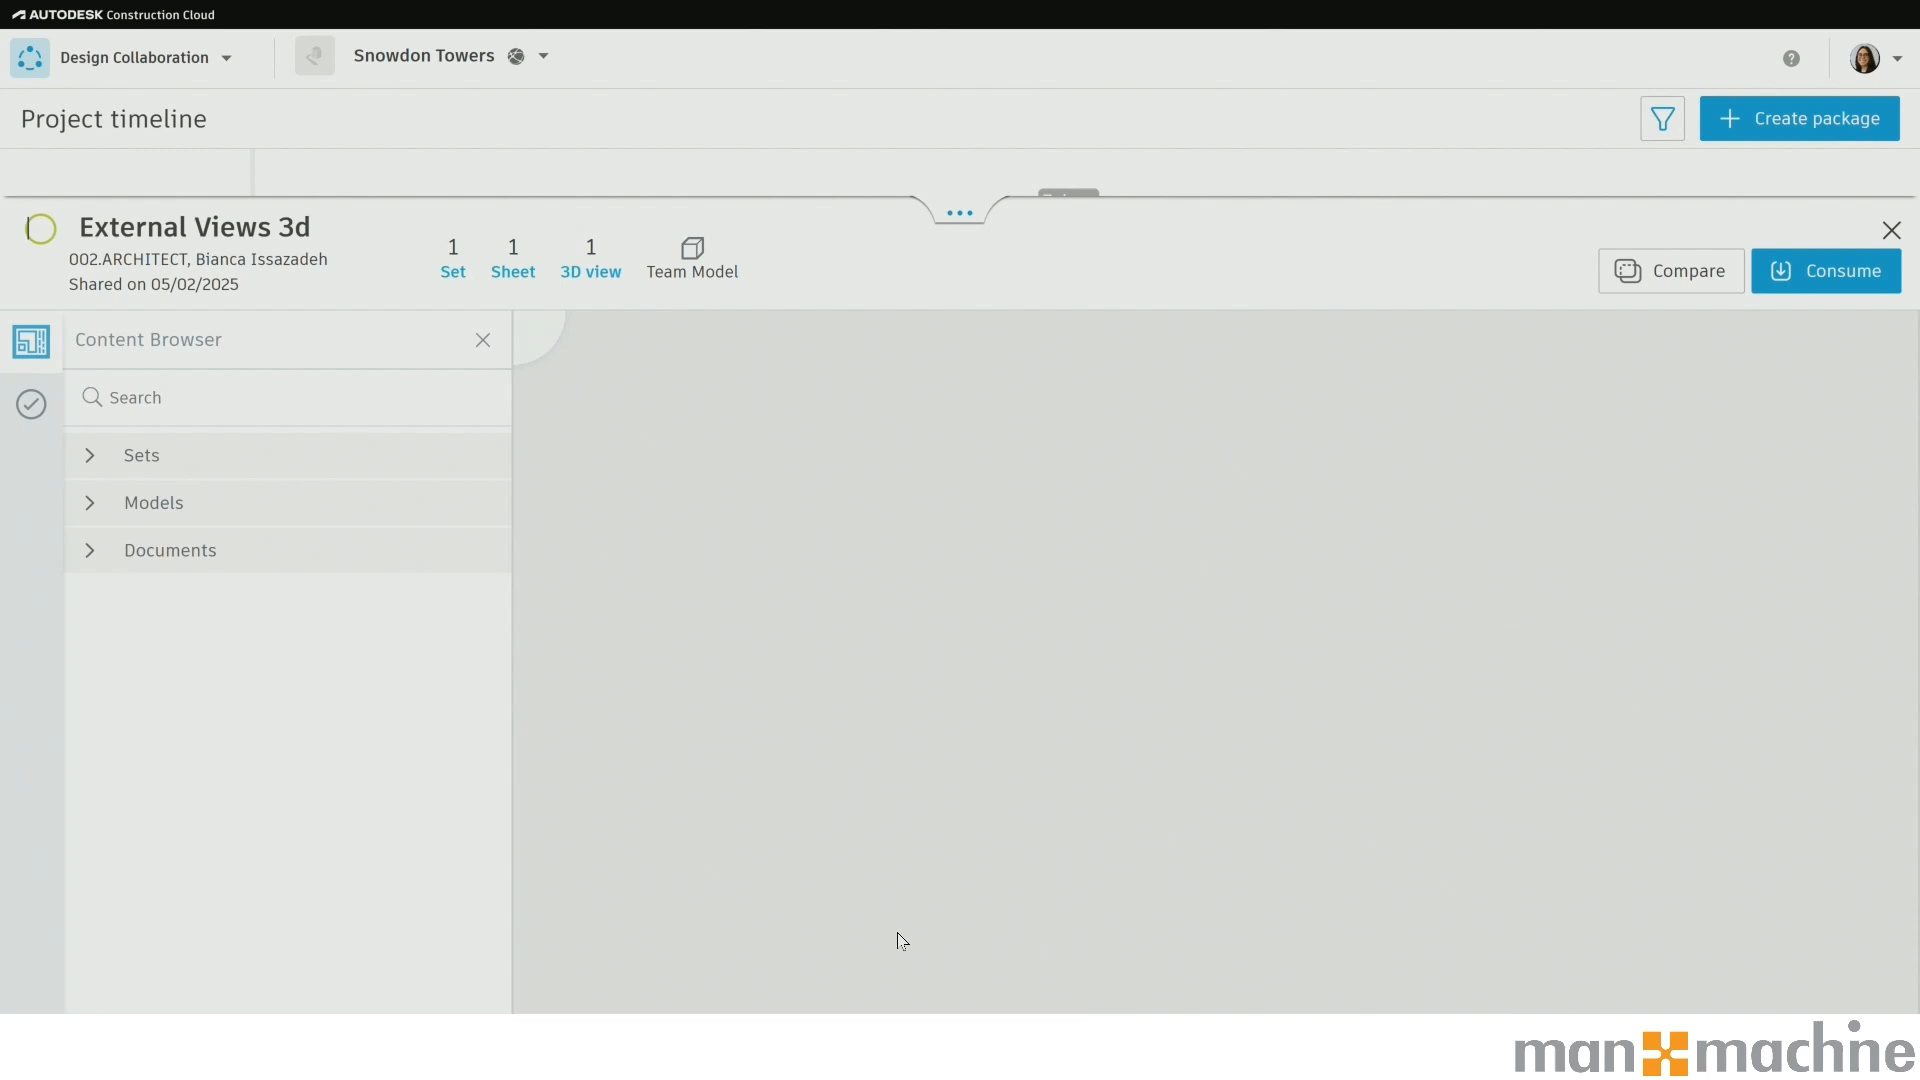 AUTODESK Construction Cloud
Design Collaboration
Snowdon Towers
Project timeline
Create package
External Views 3d
002.ARCHITECT, Bianca Issazadeh
Shared on 05/02/2025
1 Set
1 Sheet
1 3D view
Team Model
Compare
Consume
Content Browser
Search
Sets
Models
Documents
man machine